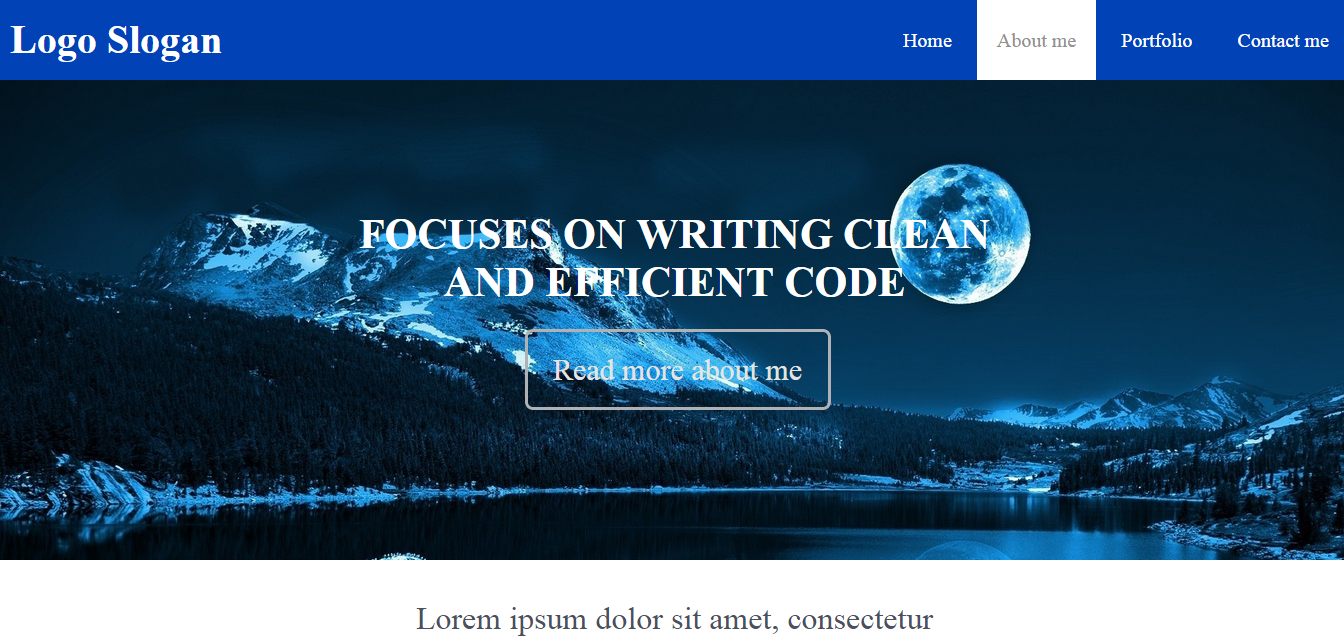 Logo Slogan
Home
About me
Portfolio
Contact me
FOCUSES ON WRITING CLEAN
AND EFFICIENT CODE
Read more about me
Lorem ipsum dolor sit amet, consectetur